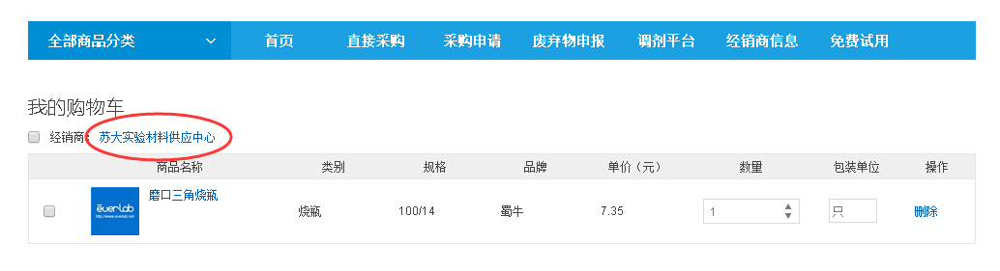 全部商品分类 首页 直接采购 采购申请 废弃物申报 调剂平台 经销商信息 免费试用
我的购物车
经销商: 苏大实验材料供应中心
商品名称 类别 规格 品牌 单价（元） 数量 包装单位 操作
磨口三角烧瓶
everlab
http://www.everlab.net
烧瓶 100/14 蜀牛 7.35 1 只 删除